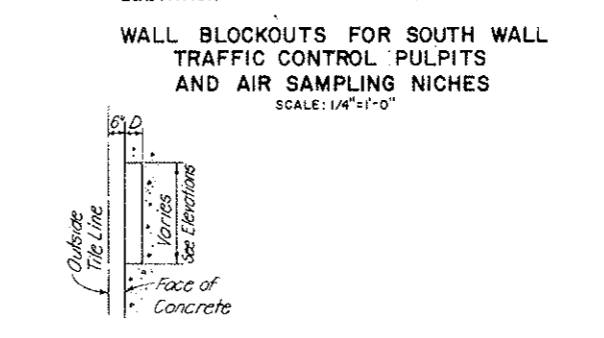 WALL BLOCKOUTS FOR SOUTH WALL
TRAFFIC CONTROL PULPITS
AND AIR SAMPLING NICHES
SCALE: 1/4"=1'-0"
6" D
Outside
Tile Line
Varies
See Elevations
Face of
Concrete